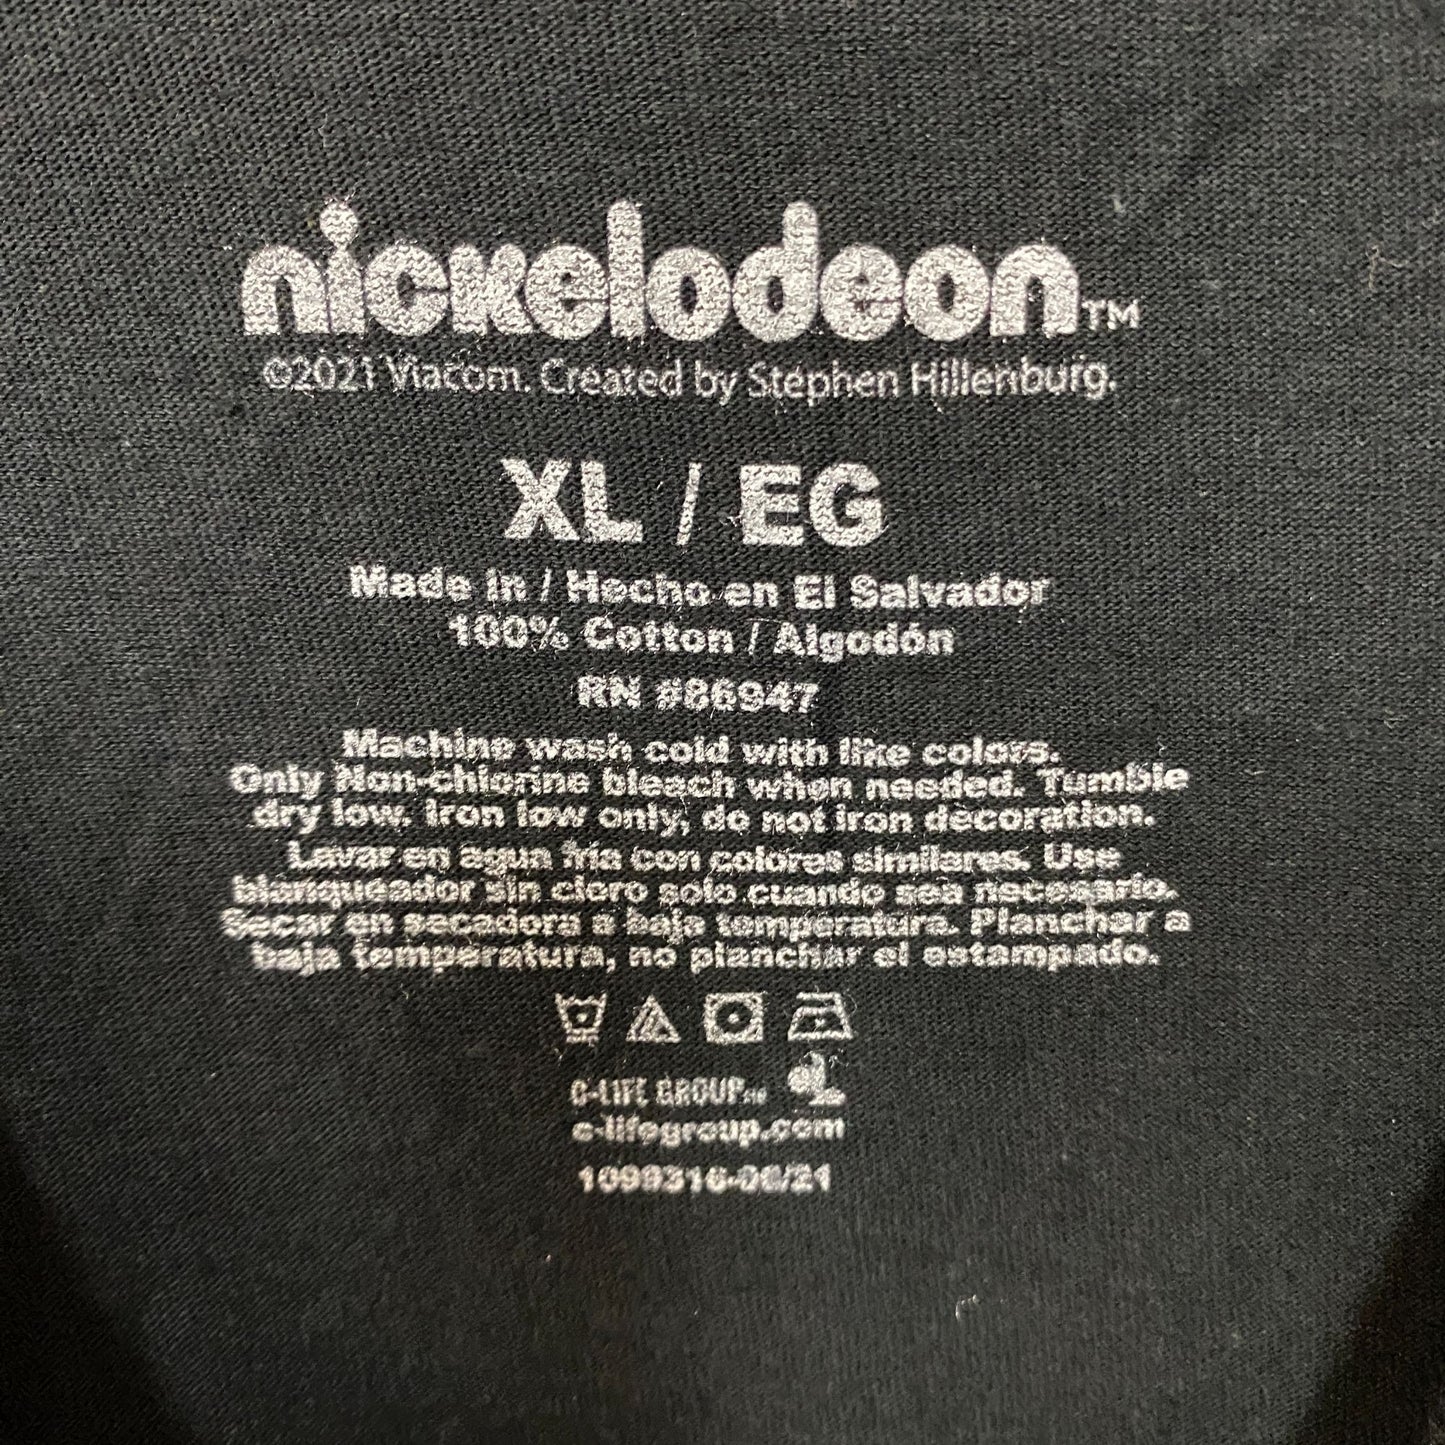 nickelodeon™
©2021 Viacom. Created by Stephen Hillenburg.
XL / EG
Made in / Hecho en El Salvador
100% Cotton / Algodón
RN #86947
Machine wash cold with like colors.
Only Non-chlorine bleach when needed. Tumble
dry low. Iron low only, do not iron decoration.
Lavar en agua fria con colores similares. Use
blanqueador sin cloro solo cuando sea necesario.
Secar en secadora a baja temperatura. Planchar a
baja temperatura, no planchar el estampado.
C-LIFE GROUP
c-lifegroup.com
1099316-06/21